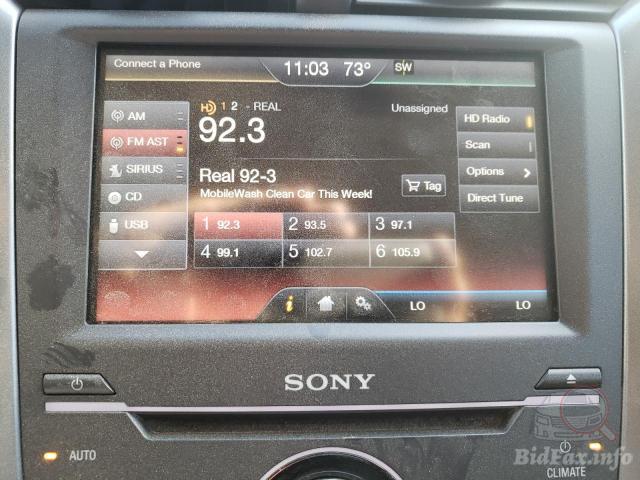 Connect a Phone
11:03 73° SW
AM
FM AST
SIRIUS
CD
USB
HD 1 2 - REAL
Unassigned
92.3
Real 92-3
MobileWash Clean Car This Week!
Tag
HD Radio
Scan
Options
Direct Tune
1 92.3 2 93.5 3 97.1
4 99.1 5 102.7 6 105.9
i
LO LO
SONY
AUTO
CLIMATE
BidFax.info